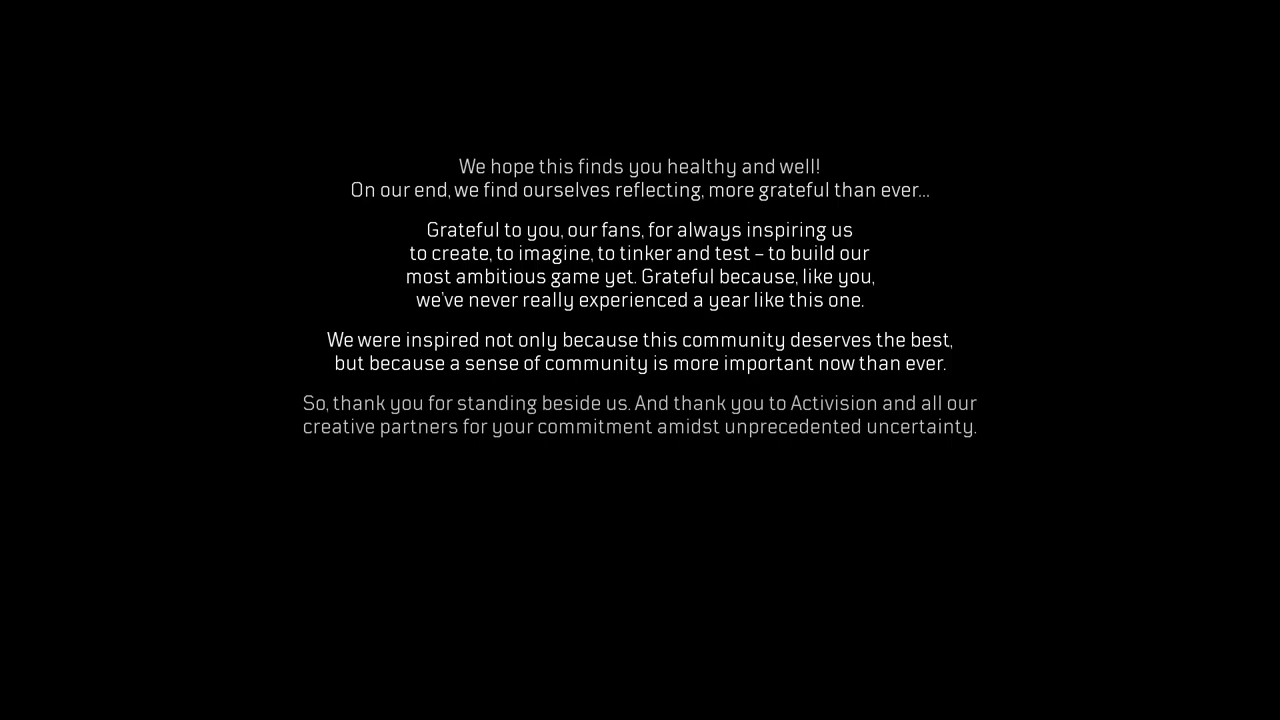 We hope this finds you healthy and well!
On our end, we find ourselves reflecting, more grateful than ever...
Grateful to you, our fans, for always inspiring us
to create, to imagine, to tinker and test – to build our
most ambitious game yet. Grateful because, like you,
we've never really experienced a year like this one.
We were inspired not only because this community deserves the best,
but because a sense of community is more important now than ever.
So, thank you for standing beside us. And thank you to Activision and all our
creative partners for your commitment amidst unprecedented uncertainty.